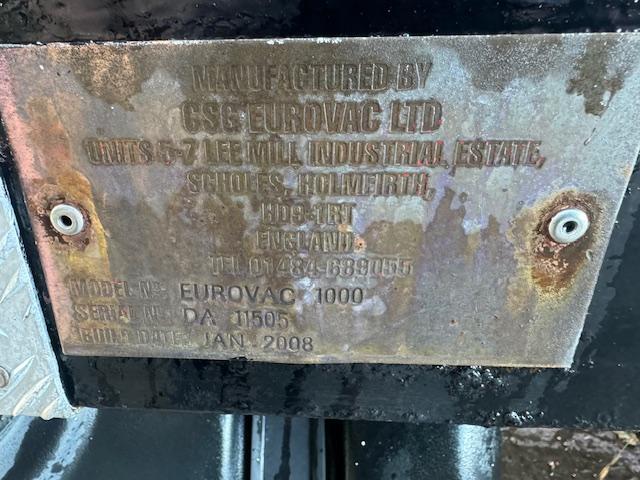 MANUFACTURED BY
CSG EUROVAC LTD
UNITS 5-7 LEE MILL INDUSTRIAL ESTATE,
SCHOLES, HOLMFIRTH,
HD9-1RT
ENGLAND
TEL 01484-689055
MODEL No: EUROVAC 1000
SERIAL No: DA 11505
BUILD DATE: JAN 2008